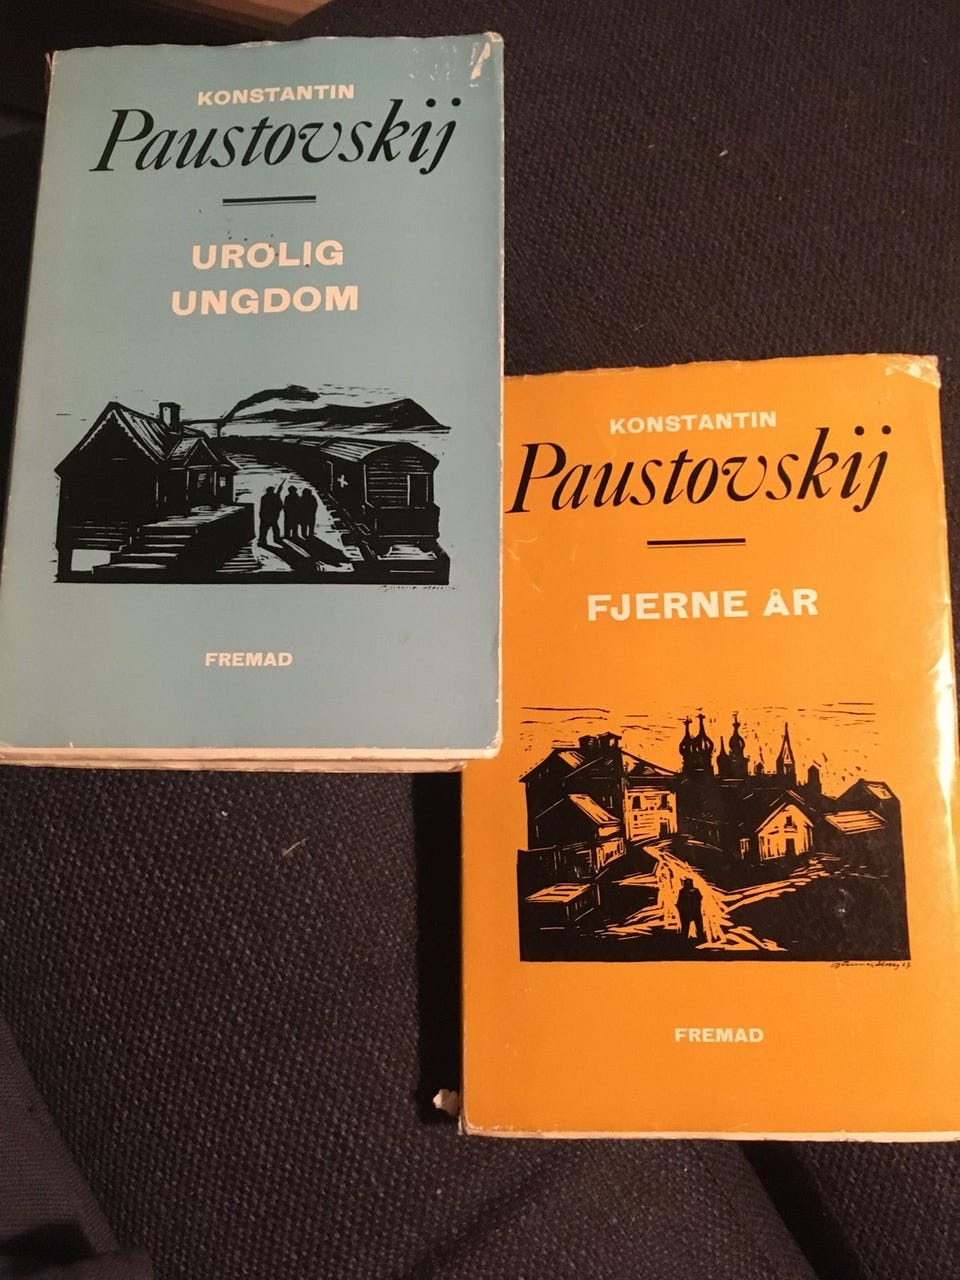 KONSTANTIN
Paustovskij
UROLIG
UNGDOM
FREMAD
KONSTANTIN
Paustovskij
FJERNE ÅR
FREMAD